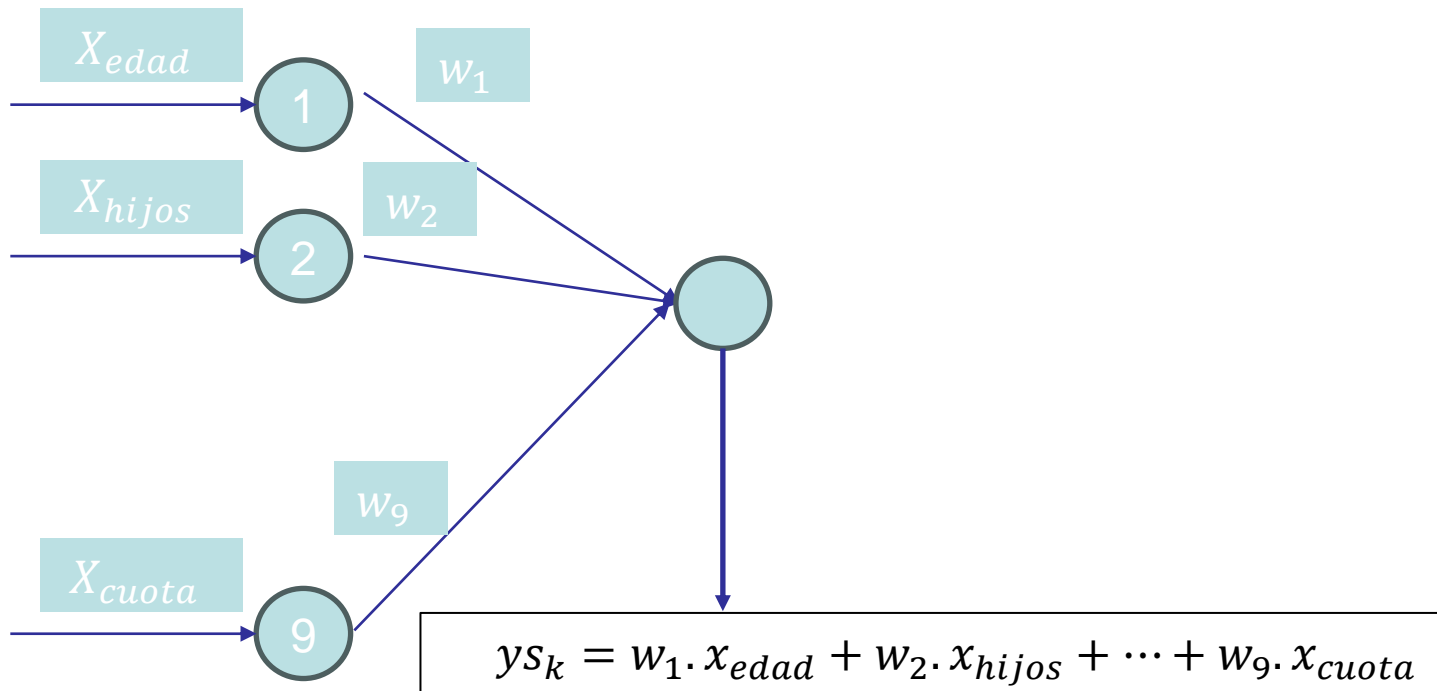 X_edad
w_1
1
X_hijos
w_2
2
w_9
X_cuota
9
ys_k = w_1. x_edad + w_2. x_hijos + ⋯ + w_9. x_cuota